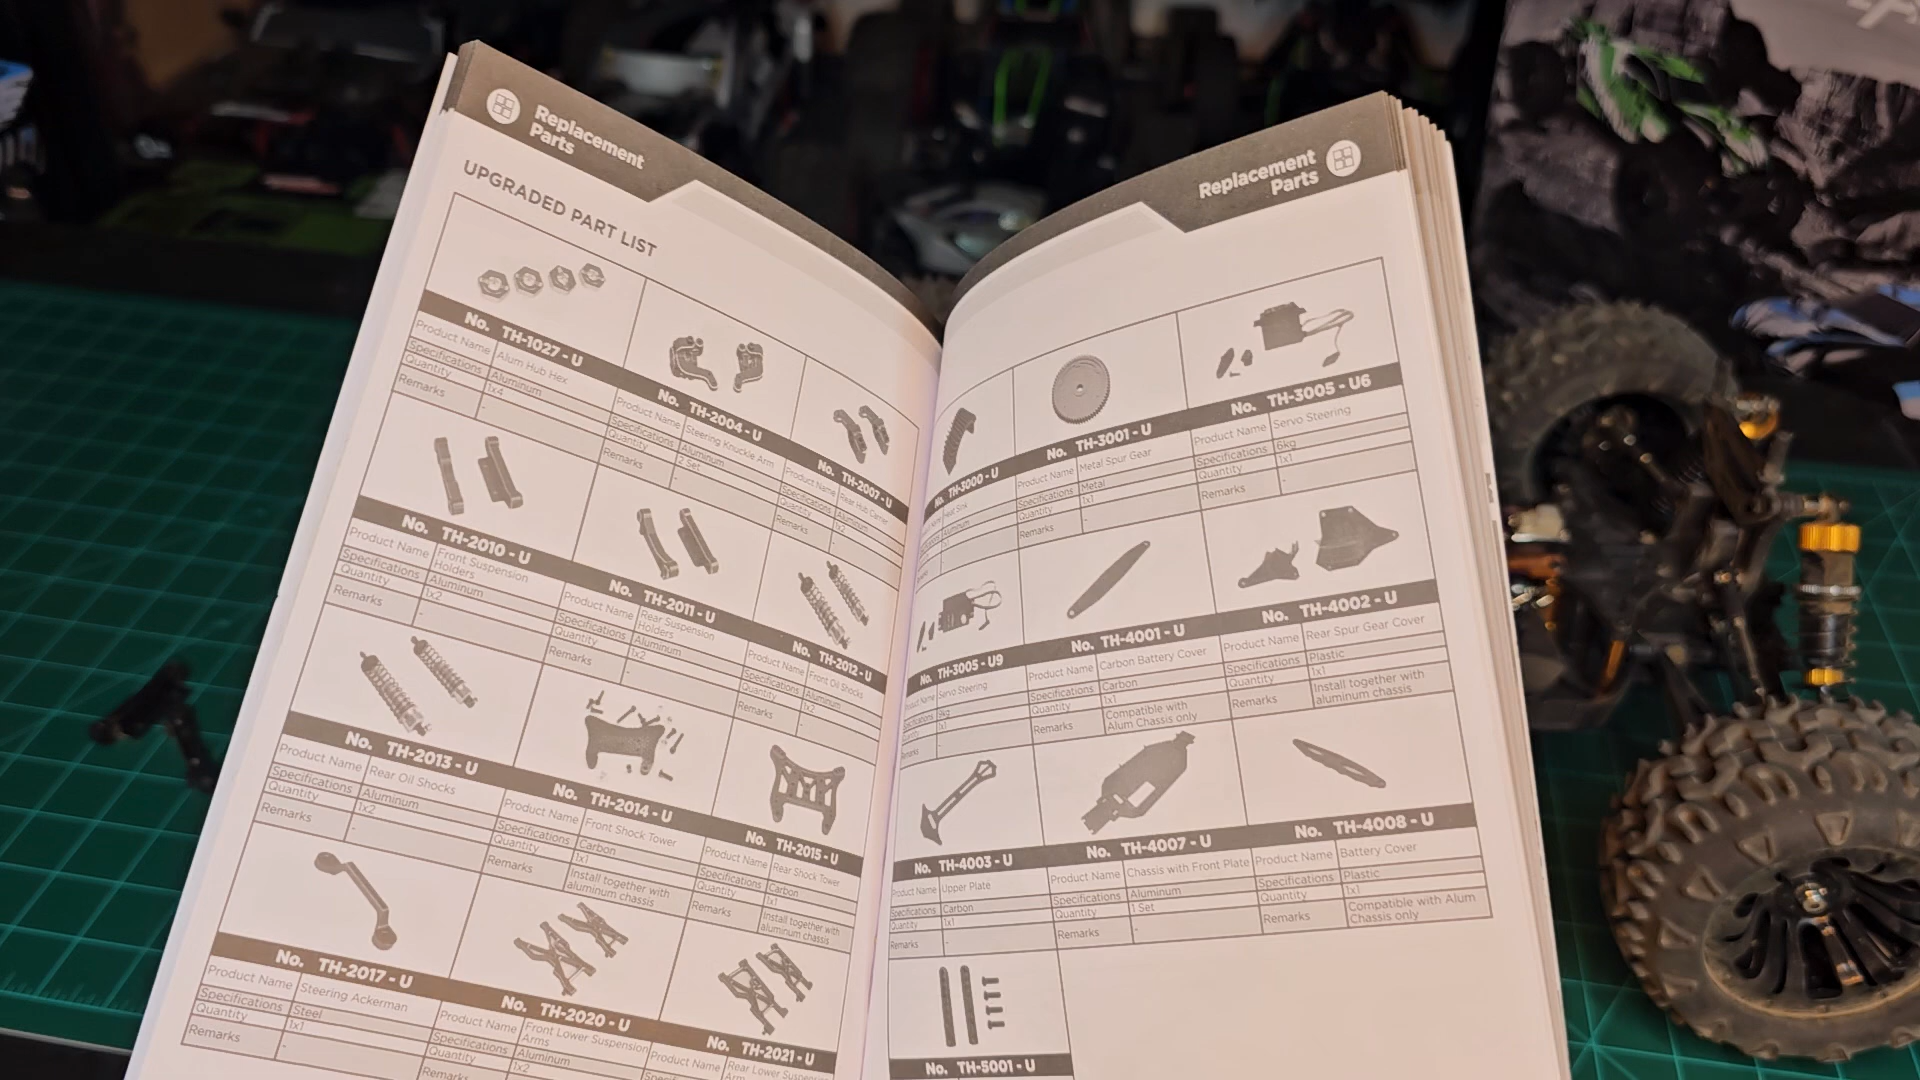 Replacement
Parts
UPGRADED PART LIST
No. TH-1027 - U
Product Name Alum Hub Hex
Specifications Aluminum
Quantity 1x4
Remarks -
No. TH-2004 - U
Product Name Steering Knuckle Arm
Specifications Aluminum
Quantity 2 Set
Remarks -
No. TH-2007 - U
Product Name Rear Hub Carrier
Specifications Aluminum
Quantity 1x2
Remarks -
No. TH-2010 - U
Product Name Front Suspension
Holders
Specifications Aluminum
Quantity 1x2
Remarks -
No. TH-2011 - U
Product Name Rear Suspension
Holders
Specifications Aluminum
Quantity 1x2
Remarks -
No. TH-2012 - U
Product Name Front Oil Shocks
Specifications Aluminum
Quantity 1x2
Remarks -
No. TH-2013 - U
Product Name Rear Oil Shocks
Specifications Aluminum
Quantity 1x2
Remarks -
No. TH-2014 - U
Product Name Front Shock Tower
Specifications Carbon
Quantity 1x1
Remarks Install together with
aluminum chassis
No. TH-2015 - U
Product Name Rear Shock Tower
Specifications Carbon
Quantity 1x1
Remarks Install together with
aluminum chassis
No. TH-2017 - U
Product Name Steering Ackerman
Specifications Steel
Quantity 1x1
Remarks -
No. TH-2020 - U
Product Name Front Lower Suspension
Arms
Specifications Aluminum
Quantity 1x2
Remarks
No. TH-2021 - U
Product Name Rear Lower
Replacement
Parts
No. TH-3000 - U
Heat Sink
Aluminum
No. TH-3001 - U
Product Name Metal Spur Gear
Specifications Metal
Quantity 1x1
Remarks -
No. TH-3005 - U6
Product Name Servo Steering
Specifications 6kg
Quantity 1x1
Remarks -
No. TH-3005 - U9
Product Name Servo Steering
Specifications 9kg
Quantity 1x1
Remarks -
No. TH-4001 - U
Product Name Carbon Battery Cover
Specifications Carbon
Quantity 1x1
Remarks Compatible with
Alum Chassis only
No. TH-4002 - U
Product Name Rear Spur Gear Cover
Specifications Plastic
Quantity 1x1
Remarks Install together with
aluminum chassis
No. TH-4003 - U
Product Name Upper Plate
Specifications Carbon
Quantity 1x1
Remarks -
No. TH-4007 - U
Product Name Chassis with Front Plate
Specifications Aluminum
Quantity 1 Set
Remarks -
No. TH-4008 - U
Product Name Battery Cover
Specifications Plastic
Quantity 1x1
Remarks Compatible with Alum
Chassis only
No. TH-5001 - U